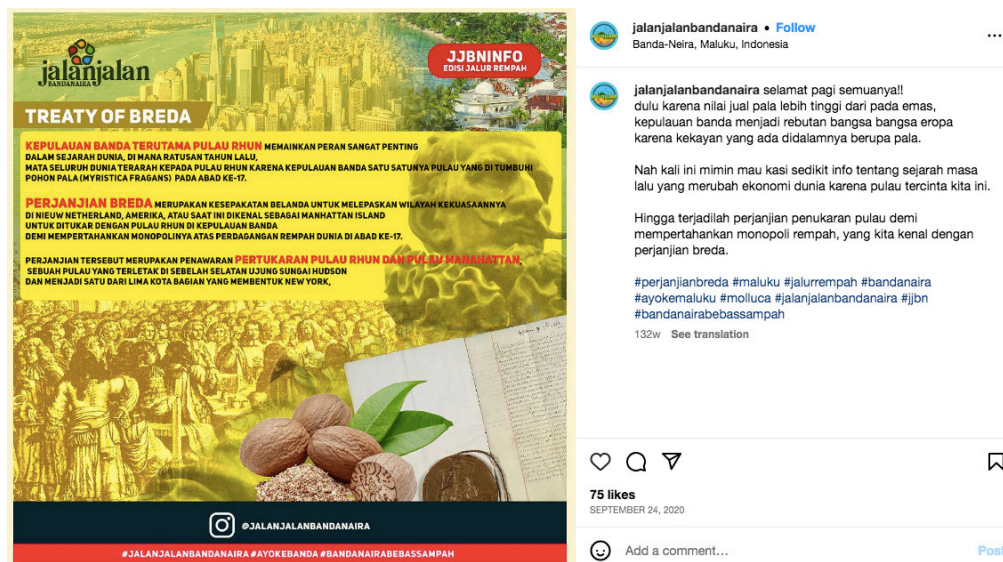 jalanjalan
BANDANAIRA
JJBNINFO
EDISI JALUR REMPAH
TREATY OF BREDA
KEPULAUAN BANDA TERUTAMA PULAU RHUN MEMAINKAN PERAN SANGAT PENTING
DALAM SEJARAH DUNIA, DI MANA RATUSAN TAHUN LALU,
MATA SELURUH DUNIA TERARAH KEPADA PULAU RHUN KARENA KEPULAUAN BANDA SATU SATUNYA PULAU YANG DI TUMBUHI
POHON PALA (MYRISTICA FRAGANS) PADA ABAD KE-17.
PERJANJIAN BREDA MERUPAKAN KESEPAKATAN BELANDA UNTUK MELEPASKAN WILAYAH KEKUASAANNYA
DI NIEUW NETHERLAND, AMERIKA, ATAU SAAT INI DIKENAL SEBAGAI MANHATTAN ISLAND
UNTUK DITUKAR DENGAN PULAU RHUN DI KEPULAUAN BANDA
DEMI MEMPERTAHANKAN MONOPOLINYA ATAS PERDAGANGAN REMPAH DUNIA DI ABAD KE-17.
PERJANJIAN TERSEBUT MERUPAKAN PENAWARAN PERTUKARAN PULAU RHUN DAN PULAU MANAHATTAN,
SEBUAH PULAU YANG TERLETAK DI SEBELAH SELATAN UJUNG SUNGAI HUDSON
DAN MENJADI SATU DARI LIMA KOTA BAGIAN YANG MEMBENTUK NEW YORK,
@JALANJALANBANDANAIRA
#JALANJALANBANDANAIRA #AYOKEBANDA #BANDANAIRABEBASSAMPAH
jalanjalanbandanaira • Follow
Banda-Neira, Maluku, Indonesia
jalanjalanbandanaira selamat pagi semuanya!!
dulu karena nilai jual pala lebih tinggi dari pada emas,
kepulauan banda menjadi rebutan bangsa bangsa eropa
karena kekayan yang ada didalamnya berupa pala.
Nah kali ini mimin mau kasi sedikit info tentang sejarah masa
lalu yang merubah ekonomi dunia karena pulau tercinta kita ini.
Hingga terjadilah perjanjian penukaran pulau demi
mempertahankan monopoli rempah, yang kita kenal dengan
perjanjian breda.
#perjanjianbreda #maluku #jalurrempah #bandanaira
#ayokemaluku #molluca #jalanjalanbandanaira #jjbn
#bandanairabebassampah
132w See translation
75 likes
SEPTEMBER 24, 2020
Add a comment...
Post